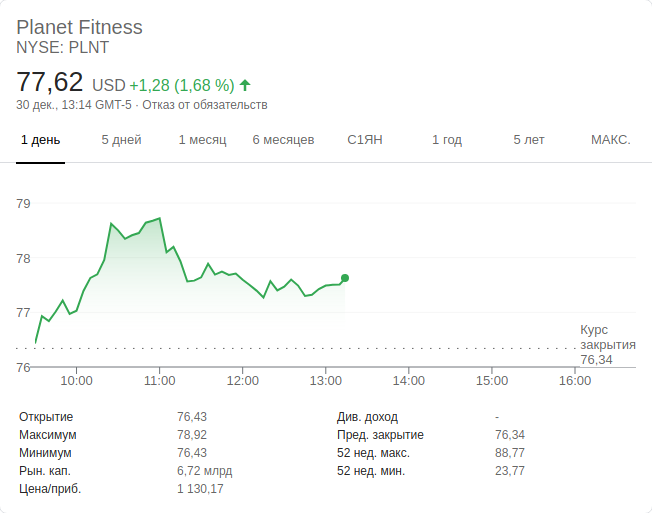 Planet Fitness
NYSE: PLNT
77,62 USD +1,28 (1,68 %)
30 дек., 13:14 GMT-5 · Отказ от обязательств
1 день 5 дней 1 месяц 6 месяцев С1ЯН 1 год 5 лет МАКС.
79
78
77
76
Курс
закрытия
76,34
10:00 11:00 12:00 13:00 14:00 15:00 16:00
Открытие 76,43 Див. доход -
Максимум 78,92 Пред. закрытие 76,34
Минимум 76,43 52 нед. макс. 88,77
Рын. кап. 6,72 млрд 52 нед. мин. 23,77
Цена/приб. 1 130,17